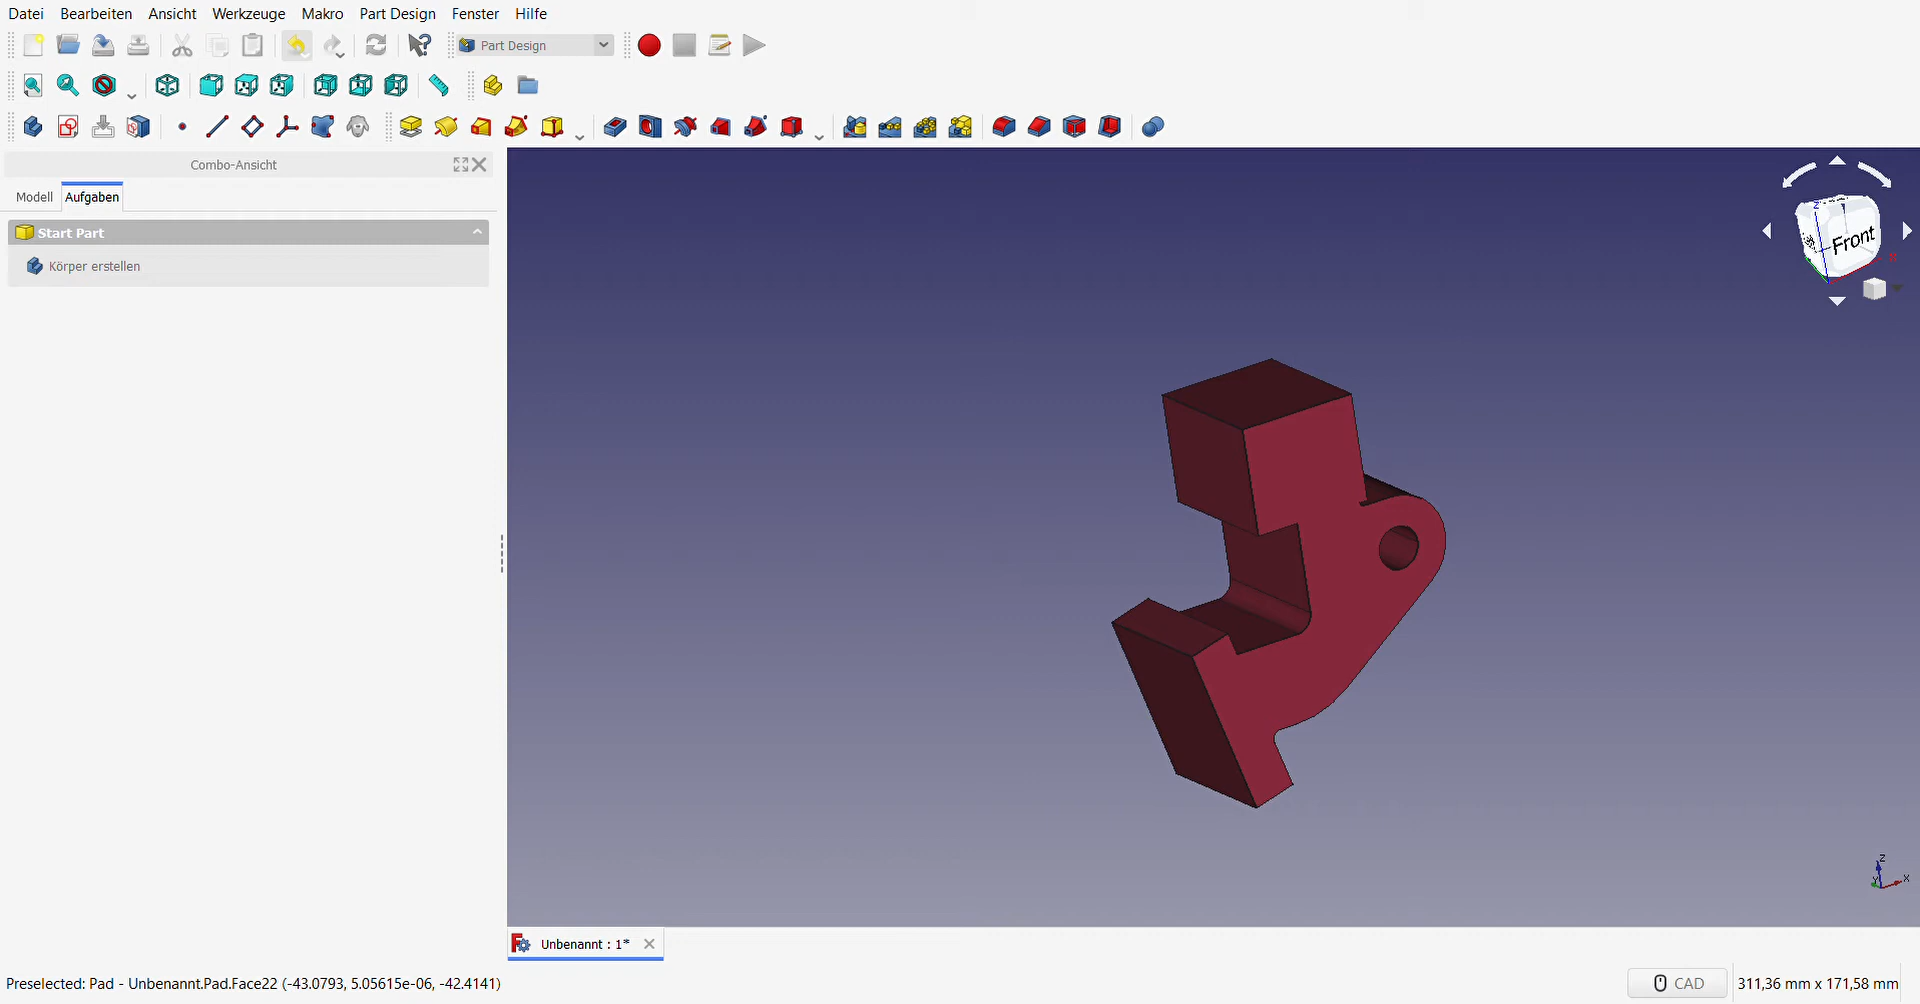 Datei Bearbeiten Ansicht Werkzeuge Makro Part Design Fenster Hilfe
Part Design
Combo-Ansicht
Modell Aufgaben
Start Part
Körper erstellen
Front
Z
X
Z
Y
X
Unbenannt : 1*
Preselected: Pad - Unbenannt.Pad.Face22 (-43.0793, 5.05615e-06, -42.4141)
CAD
311,36 mm x 171,58 mm